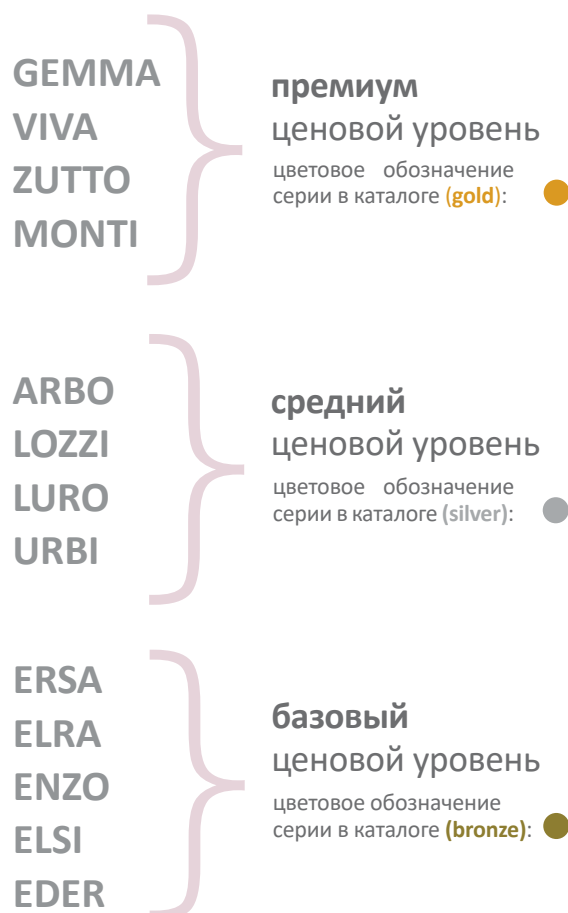 GEMMA
VIVA
ZUTTO
MONTI
премиум
ценовой уровень
цветовое обозначение
серии в каталоге (gold):
ARBO
LOZZI
LURO
URBI
средний
ценовой уровень
цветовое обозначение
серии в каталоге (silver):
ERSA
ELRA
ENZO
ELSI
EDER
базовый
ценовой уровень
цветовое обозначение
серии в каталоге (bronze):